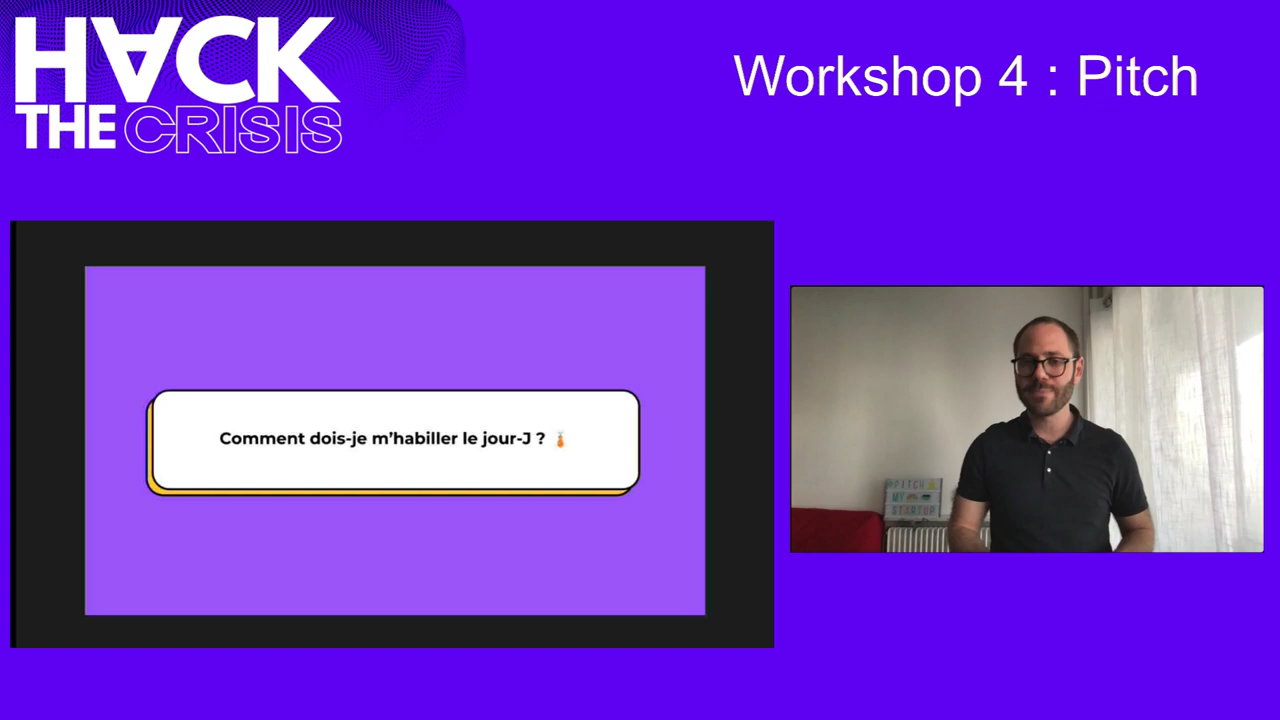 HACK
THE CRISIS
Workshop 4 : Pitch
Comment dois-je m'habiller le jour-J ?
PITCH
MY
STARTUP